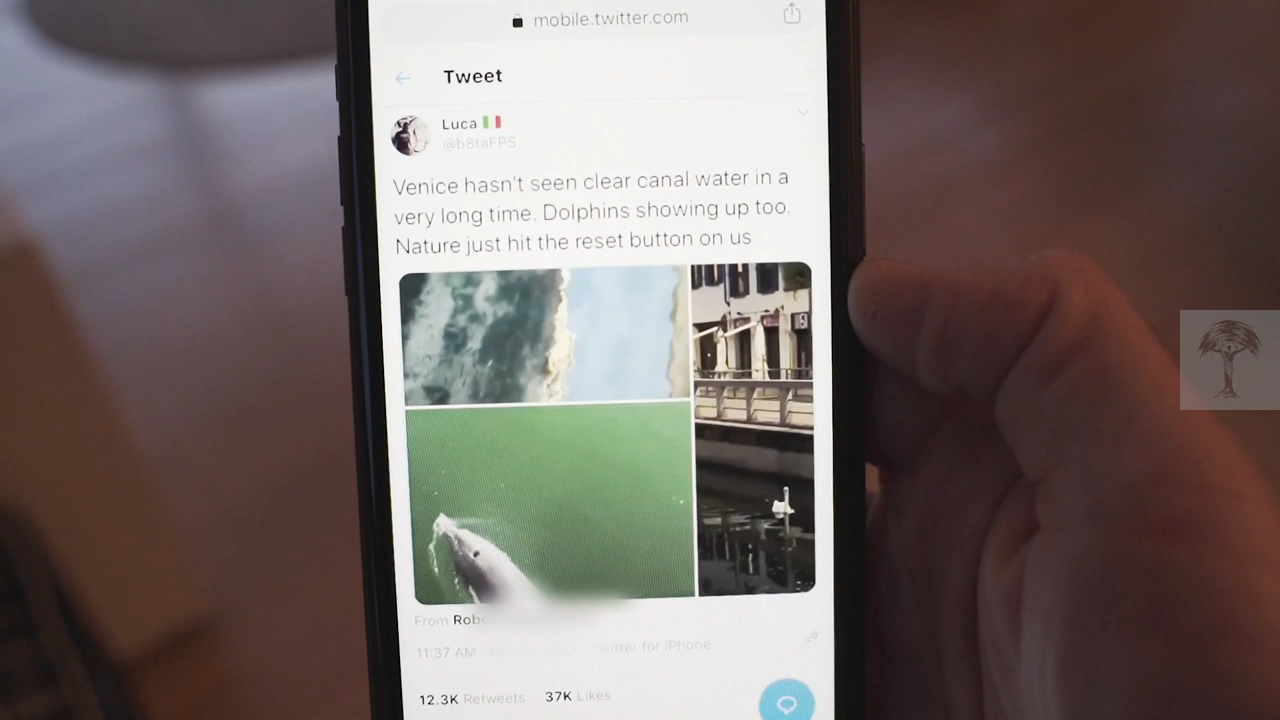 mobile.twitter.com
Tweet
Luca
@b8taFPS
Venice hasn't seen clear canal water in a
very long time. Dolphins showing up too.
Nature just hit the reset button on us
From Robe
11:37 AM
Twitter for iPhone
12.3K Retweets 37K Likes